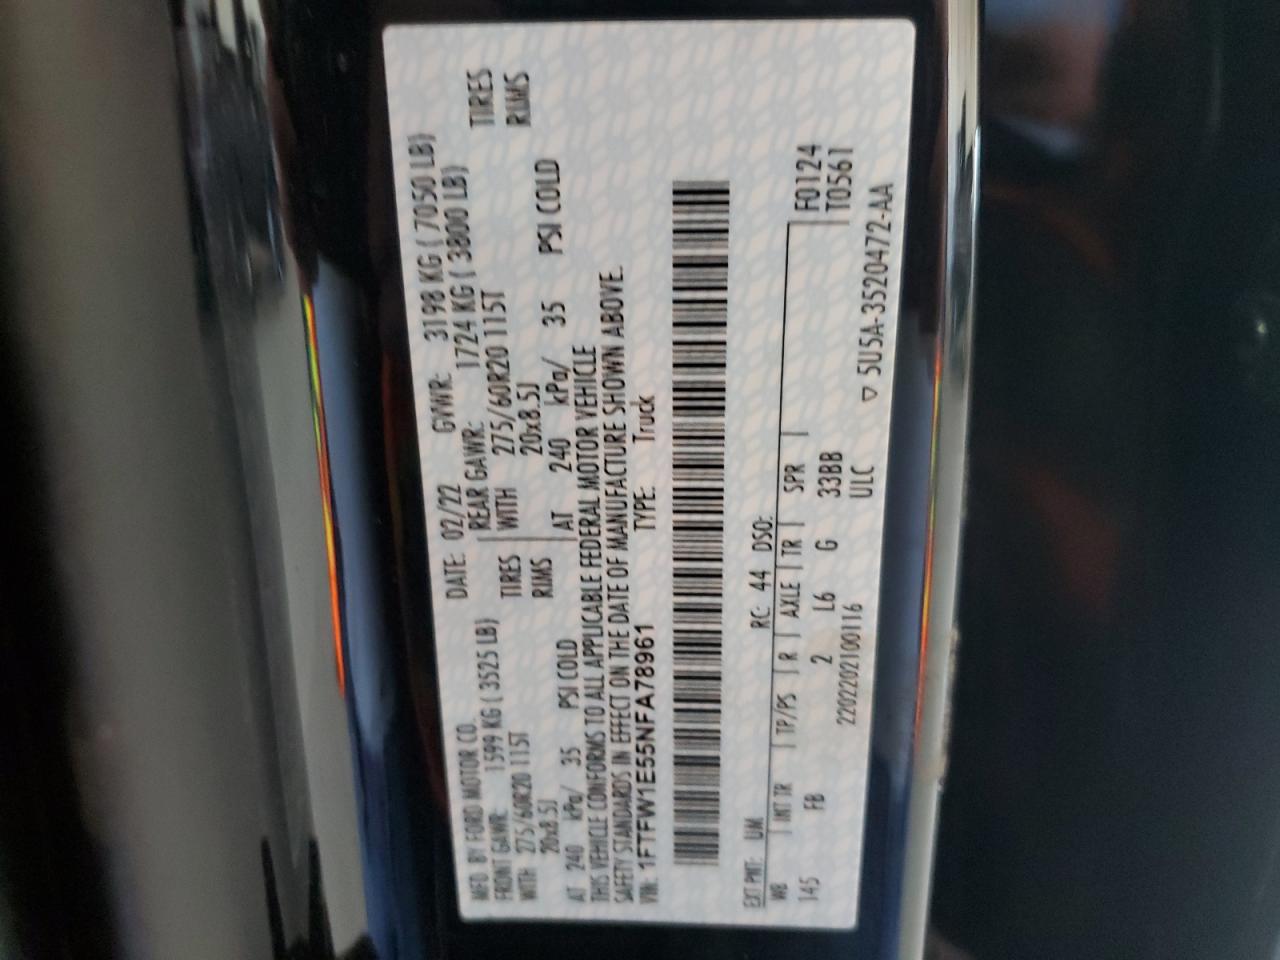 MFD. BY FORD MOTOR CO. DATE: 02/22 GVWR: 3198 KG ( 7050 LB)
FRONT GAWR: 1599 KG ( 3525 LB) REAR GAWR: 1724 KG ( 3800 LB)
WITH 275/60R20 115T TIRES WITH 275/60R20 115T TIRES
20x8.5J RIMS 20x8.5J RIMS
AT 240 kPa/ 35 PSI COLD AT 240 kPa/ 35 PSI COLD
THIS VEHICLE CONFORMS TO ALL APPLICABLE FEDERAL MOTOR VEHICLE
SAFETY STANDARDS IN EFFECT ON THE DATE OF MANUFACTURE SHOWN ABOVE.
VIN: 1FTFW1E55NFA78961 TYPE: Truck
EXT PNT: UM RC: 44 DSO:
WB INT TR TP/PS R AXLE TR SPR F0124
145 FB 2 L6 G 33BB T0561
2202202100116 ULC
▽ 5U5A-3520472-AA